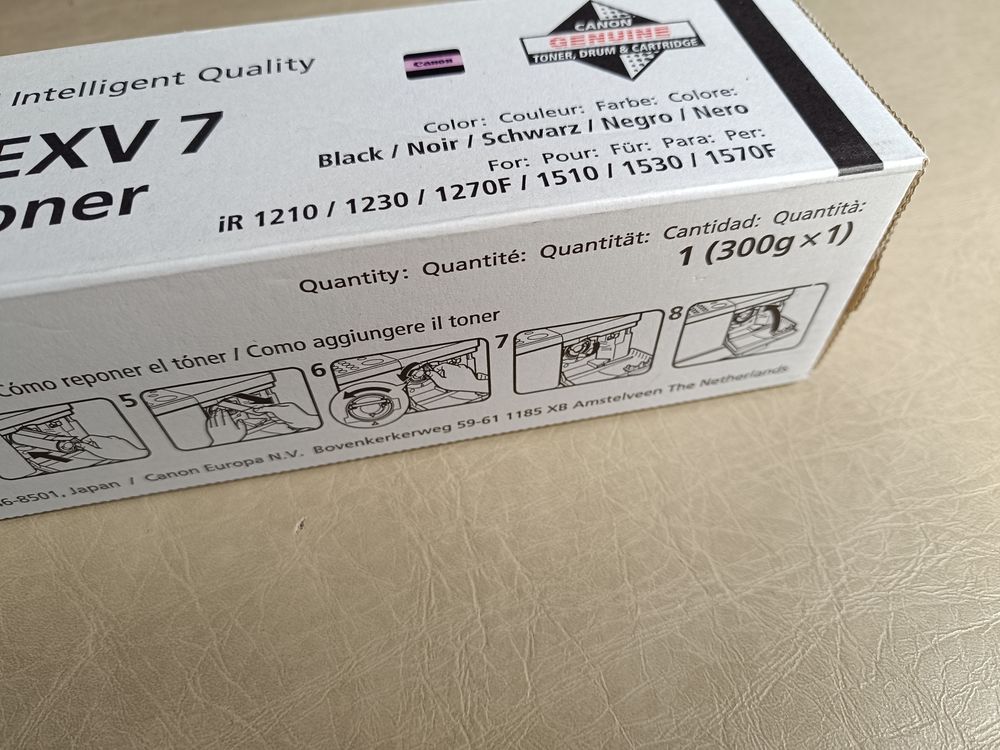 Intelligent Quality
Canon
CANON
GENUINE
TONER, DRUM & CARTRIDGE
EXV 7
oner
Color: Couleur: Farbe: Colore:
Black / Noir / Schwarz / Negro / Nero
For: Pour: Für: Para: Per:
iR 1210 / 1230 / 1270F / 1510 / 1530 / 1570F
Quantity: Quantité: Quantität: Cantidad: Quantità:
1 (300g×1)
Cómo reponer el tóner / Como aggiungere il toner
5
6
7
8
6-8501, Japan / Canon Europa N.V. Bovenkerkerweg 59-61 1185 XB Amstelveen The Netherlands